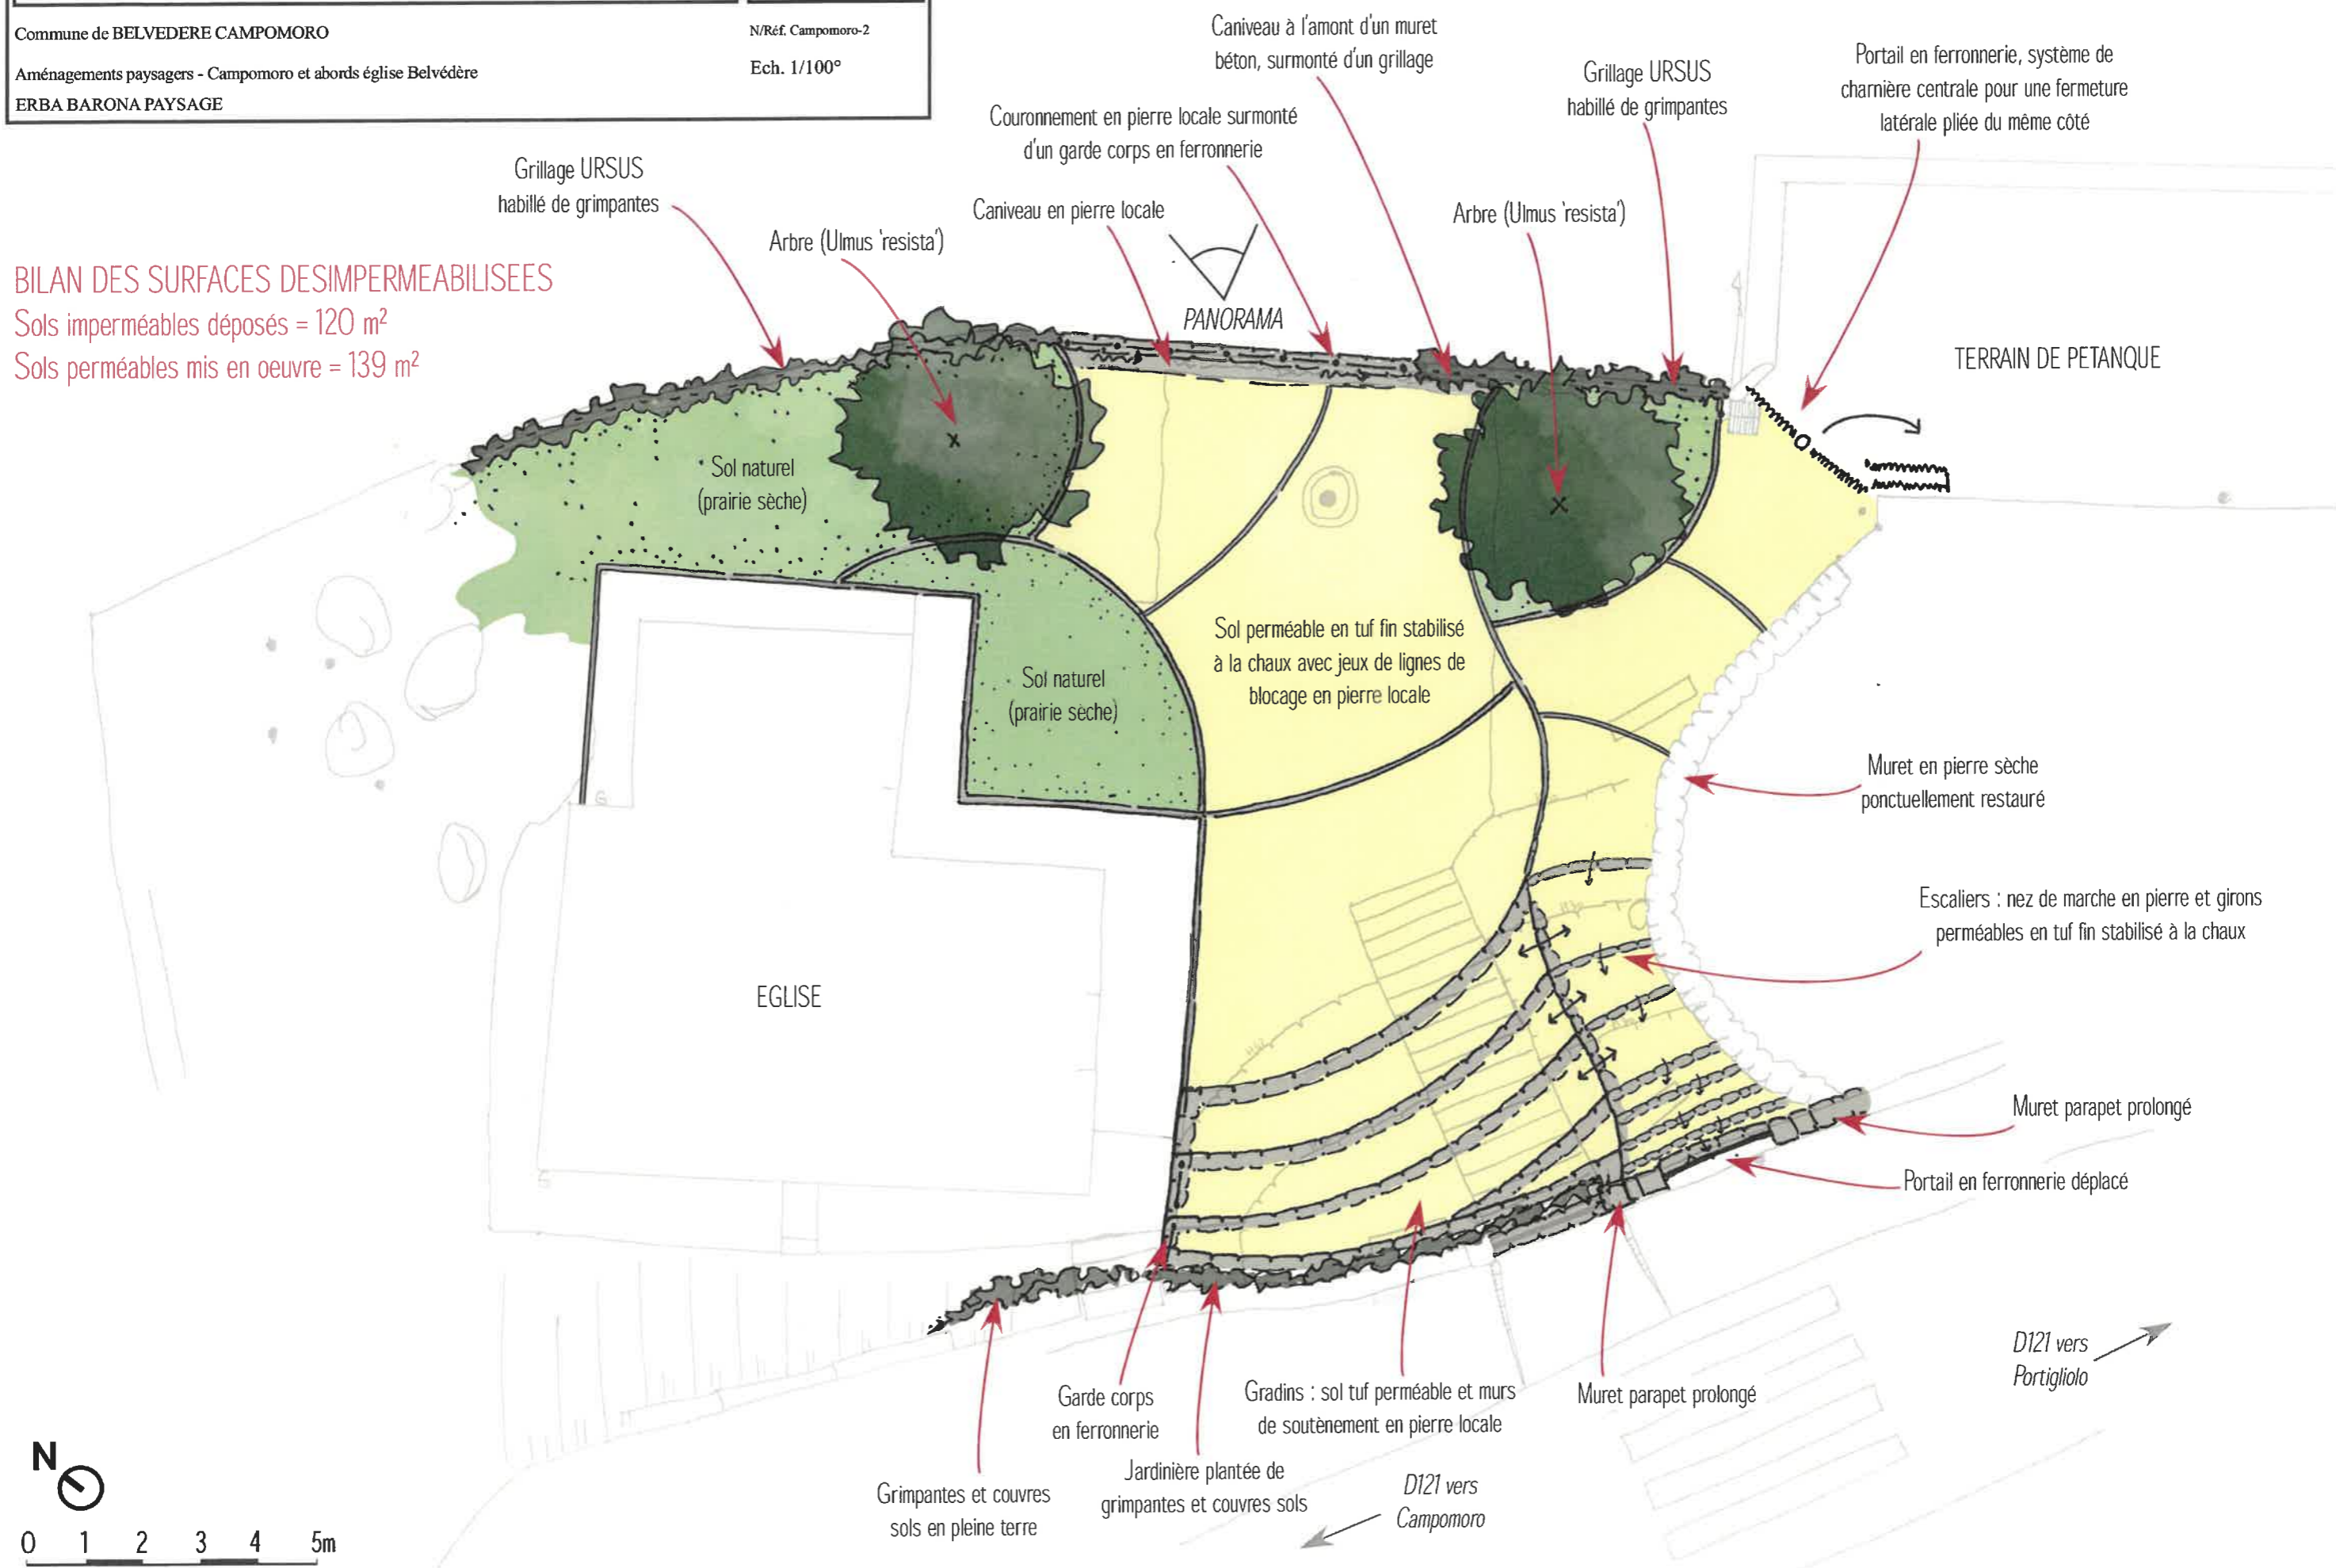 Commune de BELVEDERE CAMPOMORO
N/Réf. Campomoro-2
Aménagements paysagers - Campomoro et abords église Belvédère
Ech. 1/100°
ERBA BARONA PAYSAGE
Caniveau à l'amont d'un muret
béton, surmonté d'un grillage
Portail en ferronnerie, système de
charnière centrale pour une fermeture
latérale pliée du même côté
Grillage URSUS
habillé de grimpantes
Couronnement en pierre locale surmonté
d'un garde corps en ferronnerie
Grillage URSUS
habillé de grimpantes
Caniveau en pierre locale
Arbre (Ulmus 'resista')
Arbre (Ulmus 'resista')
BILAN DES SURFACES DESIMPERMEABILISEES
Sols imperméables déposés = 120 m²
Sols perméables mis en oeuvre = 139 m²
PANORAMA
TERRAIN DE PETANQUE
Sol naturel
(prairie sèche)
Sol perméable en tuf fin stabilisé
à la chaux avec jeux de lignes de
blocage en pierre locale
Sol naturel
(prairie sèche)
Muret en pierre sèche
ponctuellement restauré
Escaliers : nez de marche en pierre et girons
perméables en tuf fin stabilisé à la chaux
EGLISE
Muret parapet prolongé
Portail en ferronnerie déplacé
D121 vers
Portigliolo
Garde corps
en ferronnerie
Gradins : sol tuf perméable et murs
de soutènement en pierre locale
Muret parapet prolongé
Jardinière plantée de
grimpantes et couvres sols
Grimpantes et couvres
sols en pleine terre
D121 vers
Campomoro
N
0 1 2 3 4 5m